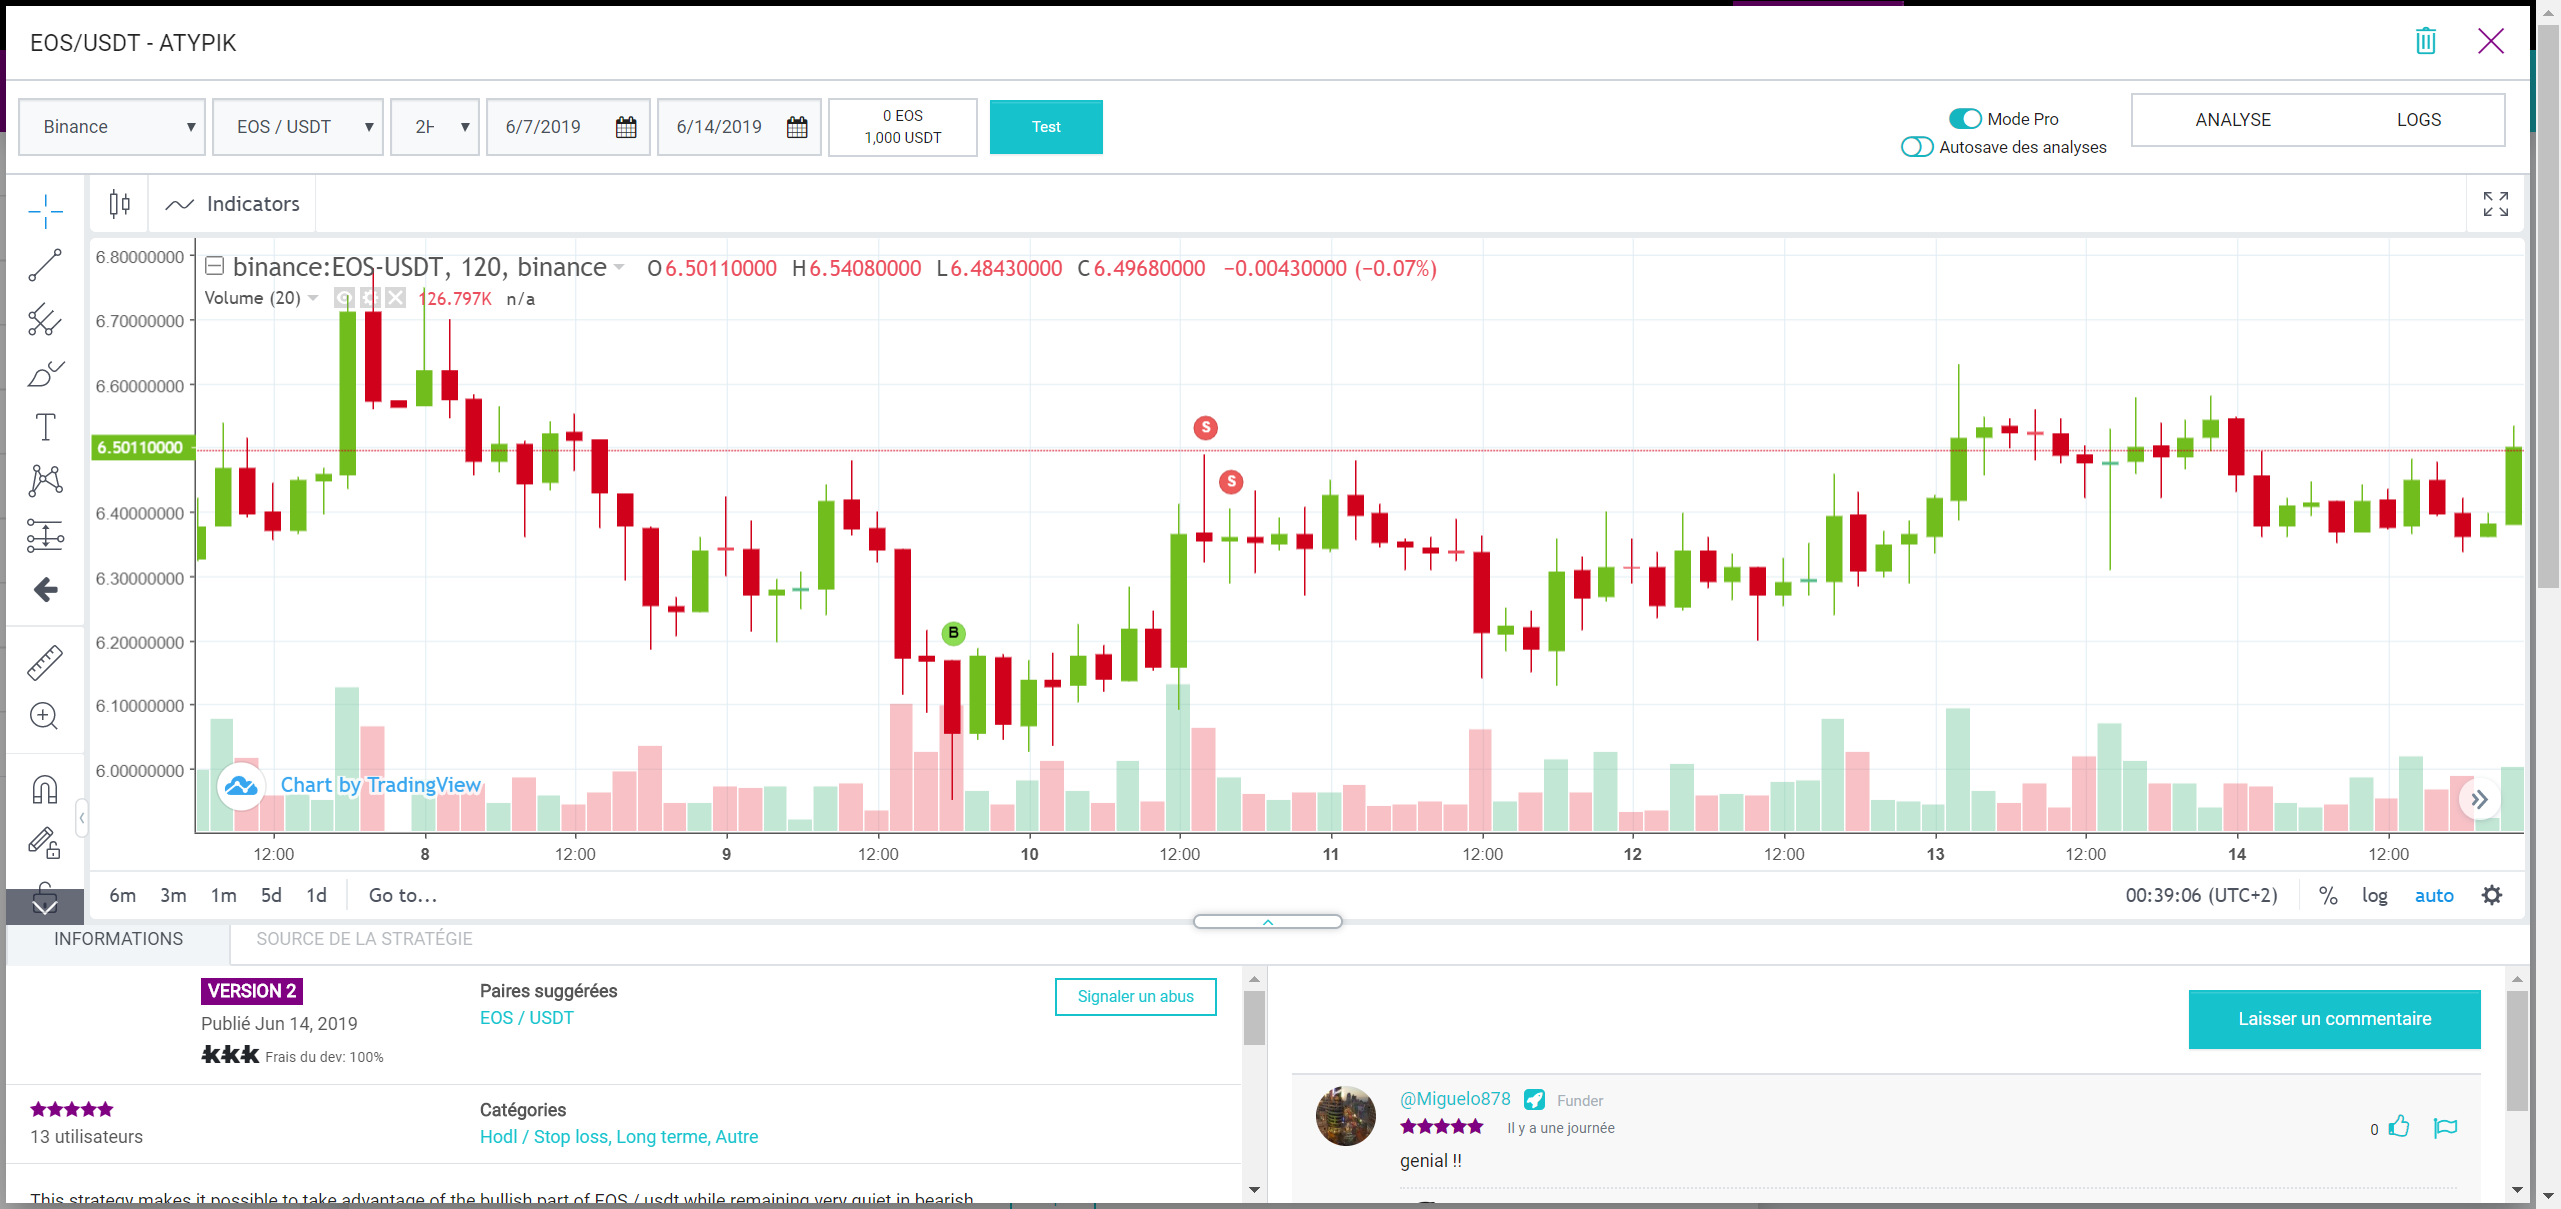 EOS/USDT - ATYPIK
Binance
EOS / USDT
2H
6/7/2019
6/14/2019
0 EOS
1,000 USDT
Test
Mode Pro
Autosave des analyses
ANALYSE
LOGS
Indicators
binance:EOS-USDT, 120, binance O6.50110000 H6.54080000 L6.48430000 C6.49680000 −0.00430000 (−0.07%)
Volume (20) 126.797K n/a
6.80000000
6.70000000
6.60000000
6.50110000
6.40000000
6.30000000
6.20000000
6.10000000
6.00000000
S
S
B
Chart by TradingView
12:00 8 12:00 9 12:00 10 12:00 11 12:00 12 12:00 13 12:00 14 12:00
6m 3m 1m 5d 1d Go to...
00:39:06 (UTC+2) % log auto
INFORMATIONS
SOURCE DE LA STRATÉGIE
VERSION 2
Publié Jun 14, 2019
Frais du dev: 100%
Paires suggérées
EOS / USDT
Signaler un abus
13 utilisateurs
Catégories
Hodl / Stop loss, Long terme, Autre
This strategy makes it possible to take advantage of the bullish part of EOS / usdt while remaining very quiet in bearish
Laisser un commentaire
@Miguelo878 Funder
Il y a une journée
0
genial !!